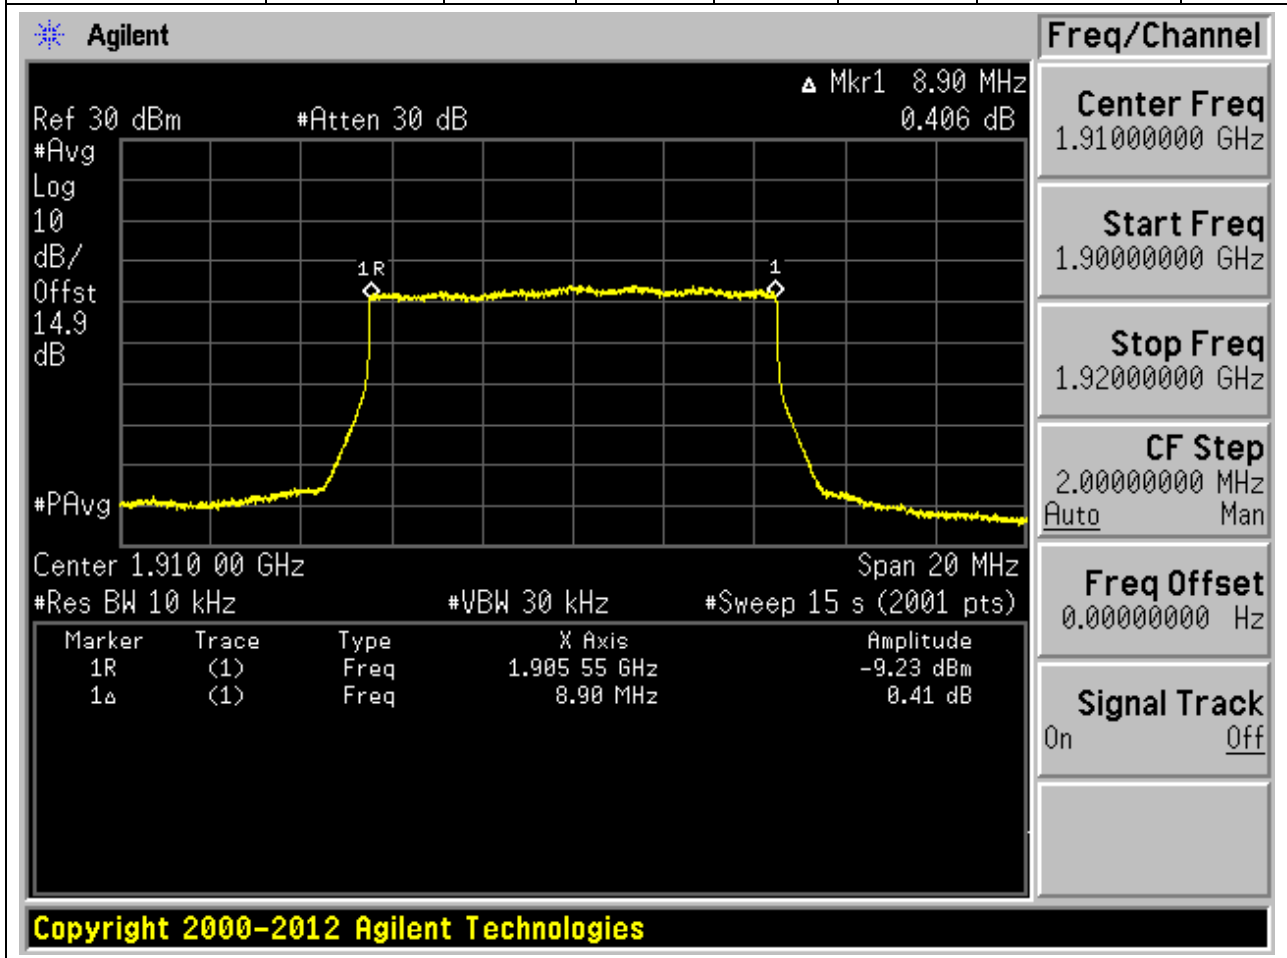 Agilent
Freq/Channel
▵ Mkr1 8.90 MHz
Ref 30 dBm #Atten 30 dB 0.406 dB
#Avg
Log
10
dB/
Offst
14.9
dB
1R
1
#PAvg
Center 1.910 00 GHz Span 20 MHz
#Res BW 10 kHz #VBW 30 kHz #Sweep 15 s (2001 pts)
Marker Trace Type X Axis Amplitude
1R (1) Freq 1.905 55 GHz -9.23 dBm
1▵ (1) Freq 8.90 MHz 0.41 dB
Center Freq
1.91000000 GHz
Start Freq
1.90000000 GHz
Stop Freq
1.92000000 GHz
CF Step
2.00000000 MHz
Auto Man
Freq Offset
0.00000000 Hz
Signal Track
On Off
Copyright 2000-2012 Agilent Technologies